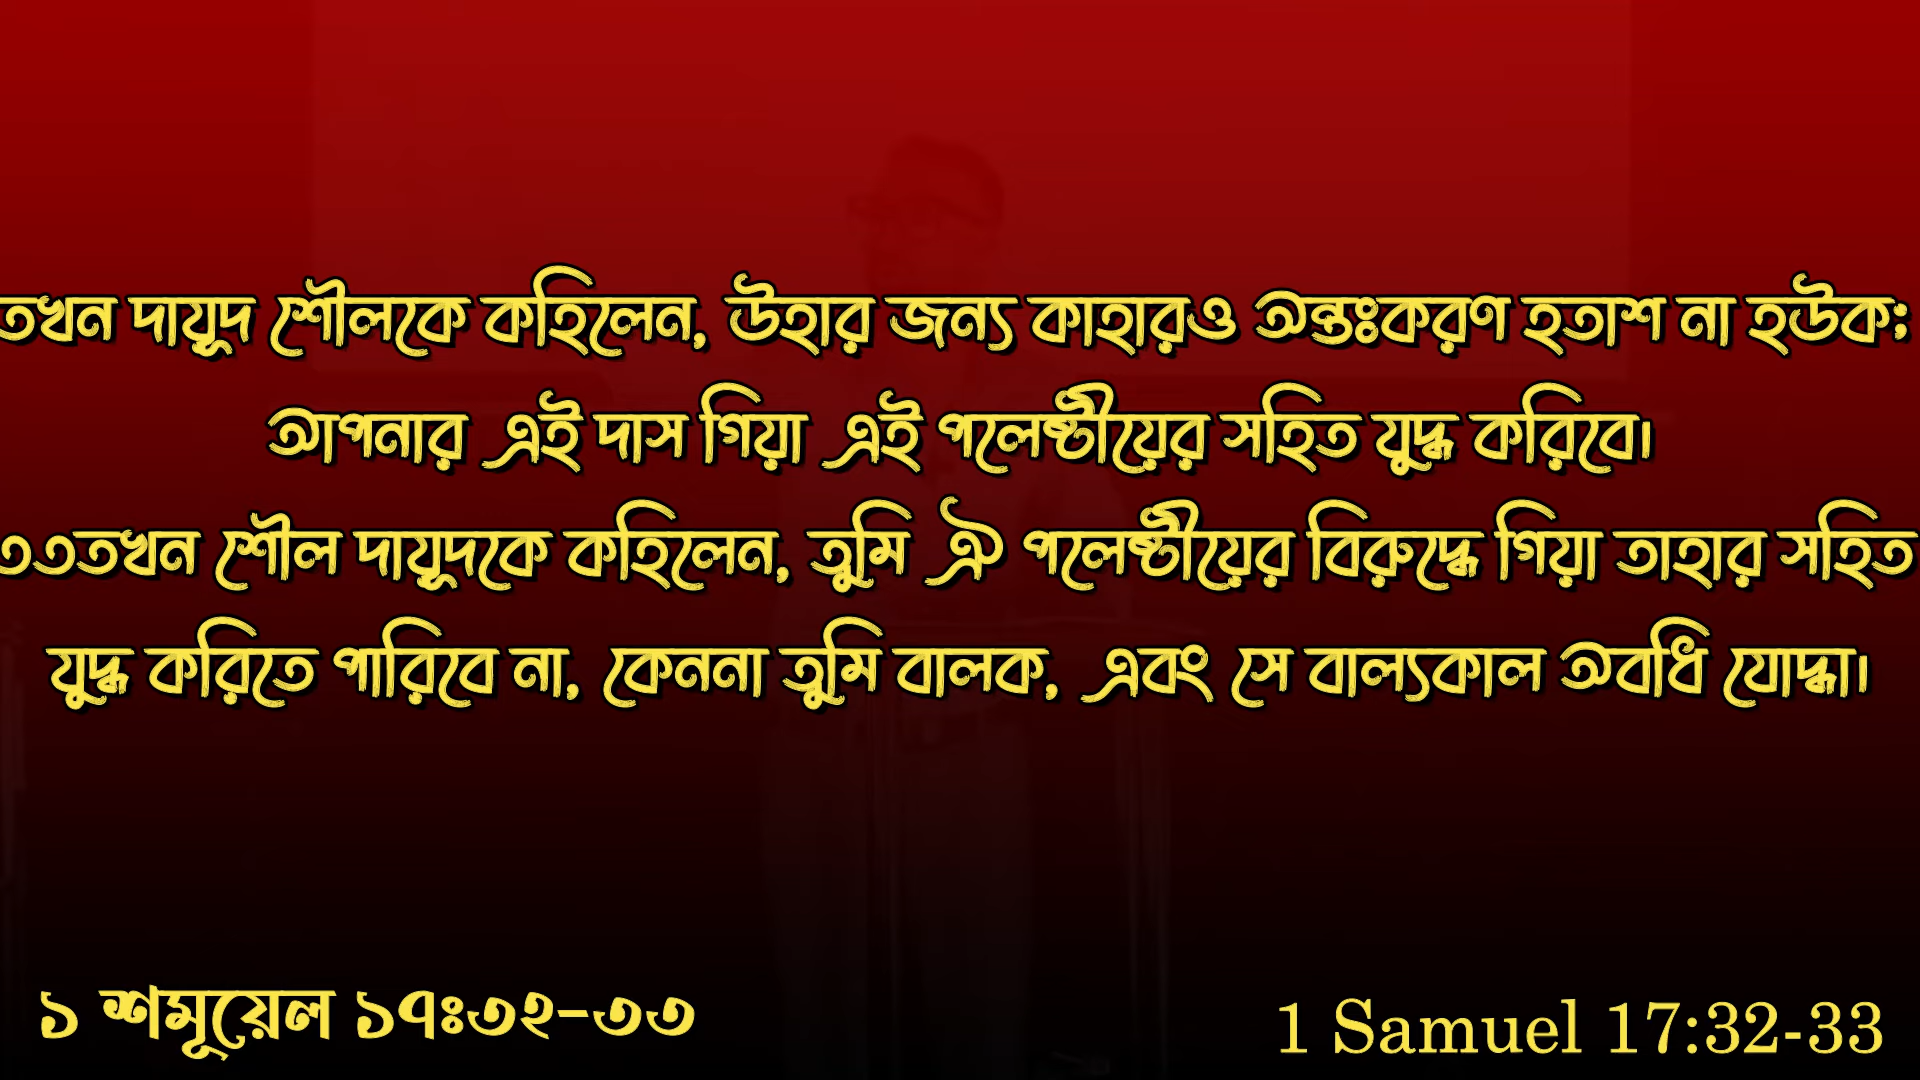 তখন দায়ূদ শৌলকে কহিলেন, উহার জন্য কাহারও অন্তঃকরণ হতাশ না হউক;
আপনার এই দাস গিয়া এই পলেষ্টীয়ের সহিত যুদ্ধ করিবে।
৩৩তখন শৌল দায়ূদকে কহিলেন, তুমি ঐ পলেষ্টীয়ের বিরুদ্ধে গিয়া তাহার সহিত
যুদ্ধ করিতে পারিবে না, কেননা তুমি বালক, এবং সে বাল্যকাল অবধি যোদ্ধা।
১ শমূয়েল ১৭ঃ৩২-৩৩
1 Samuel 17:32-33